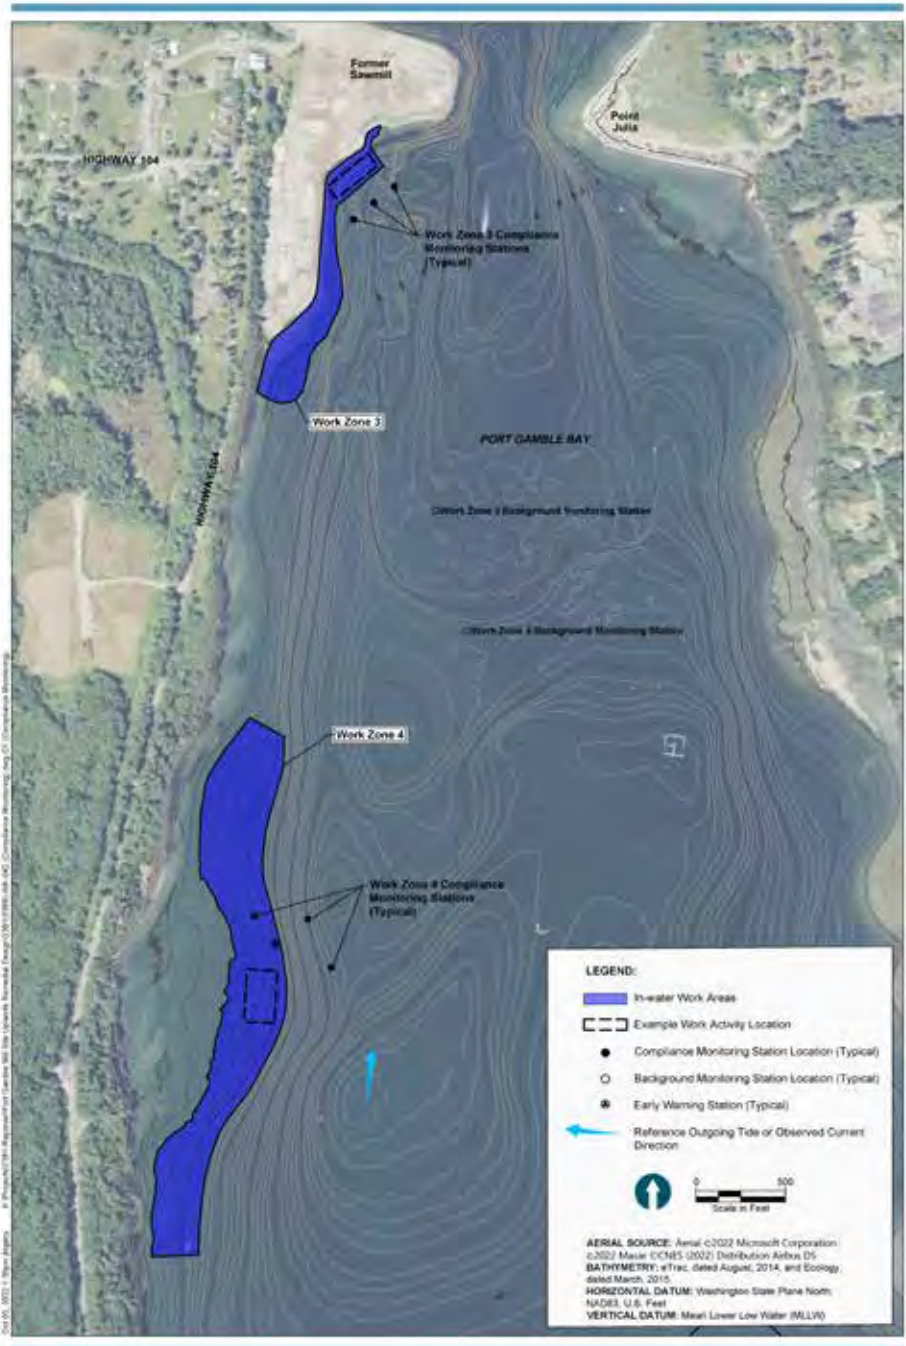 Former
Sawmill
Point
Julia
HIGHWAY 104
Work Zone 3 Compliance
Monitoring Stations
(Typical)
Work Zone 3
PORT GAMBLE BAY
HIGHWAY 104
Work Zone 3 Background Monitoring Station
Work Zone 4 Background Monitoring Station
Work Zone 4
Work Zone 4 Compliance
Monitoring Stations
(Typical)
LEGEND:
In-water Work Areas
Example Work Activity Location
Compliance Monitoring Station Location (Typical)
Background Monitoring Station Location (Typical)
Early Warning Station (Typical)
Reference Outgoing Tide or Observed Current
Direction
0 500
Scale in Feet
AERIAL SOURCE: Aerial ©2022 Microsoft Corporation
©2022 Maxar ©CNES (2022) Distribution Airbus DS
BATHYMETRY: eTrac, dated August, 2014, and Ecology,
dated March, 2015.
HORIZONTAL DATUM: Washington State Plane North,
NAD83, U.S. Feet
VERTICAL DATUM: Mean Lower Low Water (MLLW)